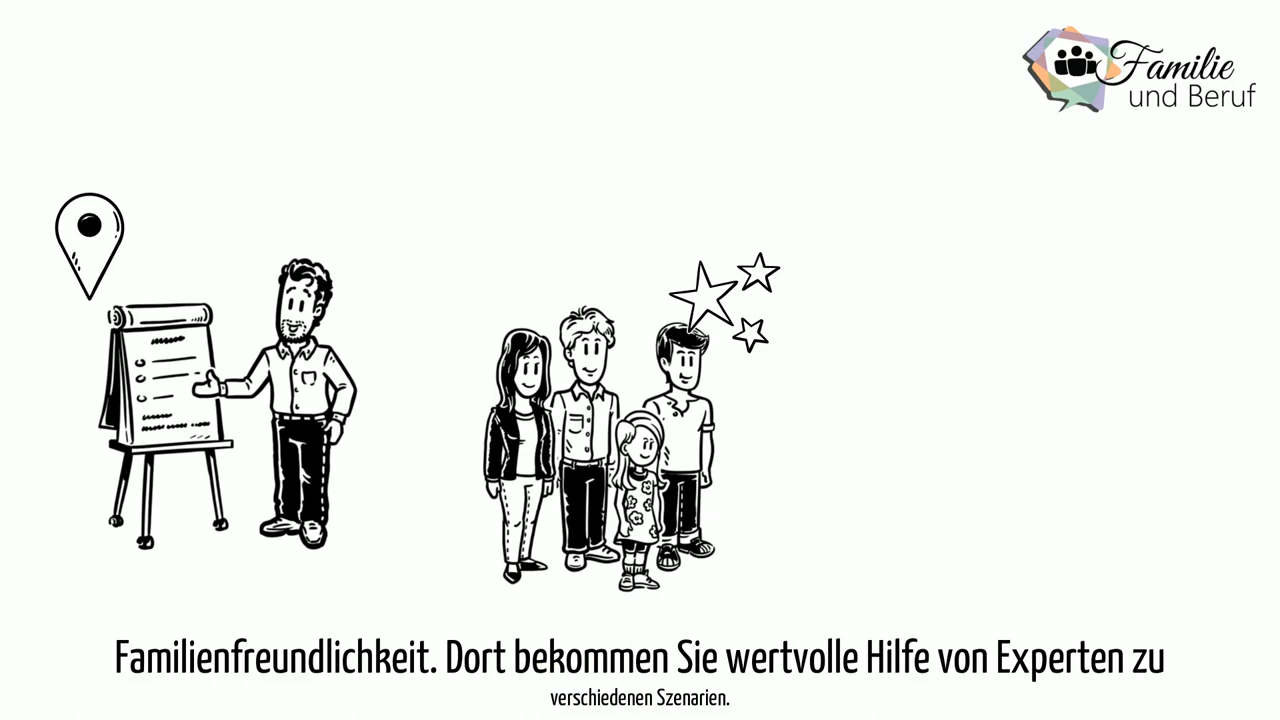 Familie
und Beruf
Familienfreundlichkeit. Dort bekommen Sie wertvolle Hilfe von Experten zu
verschiedenen Szenarien.